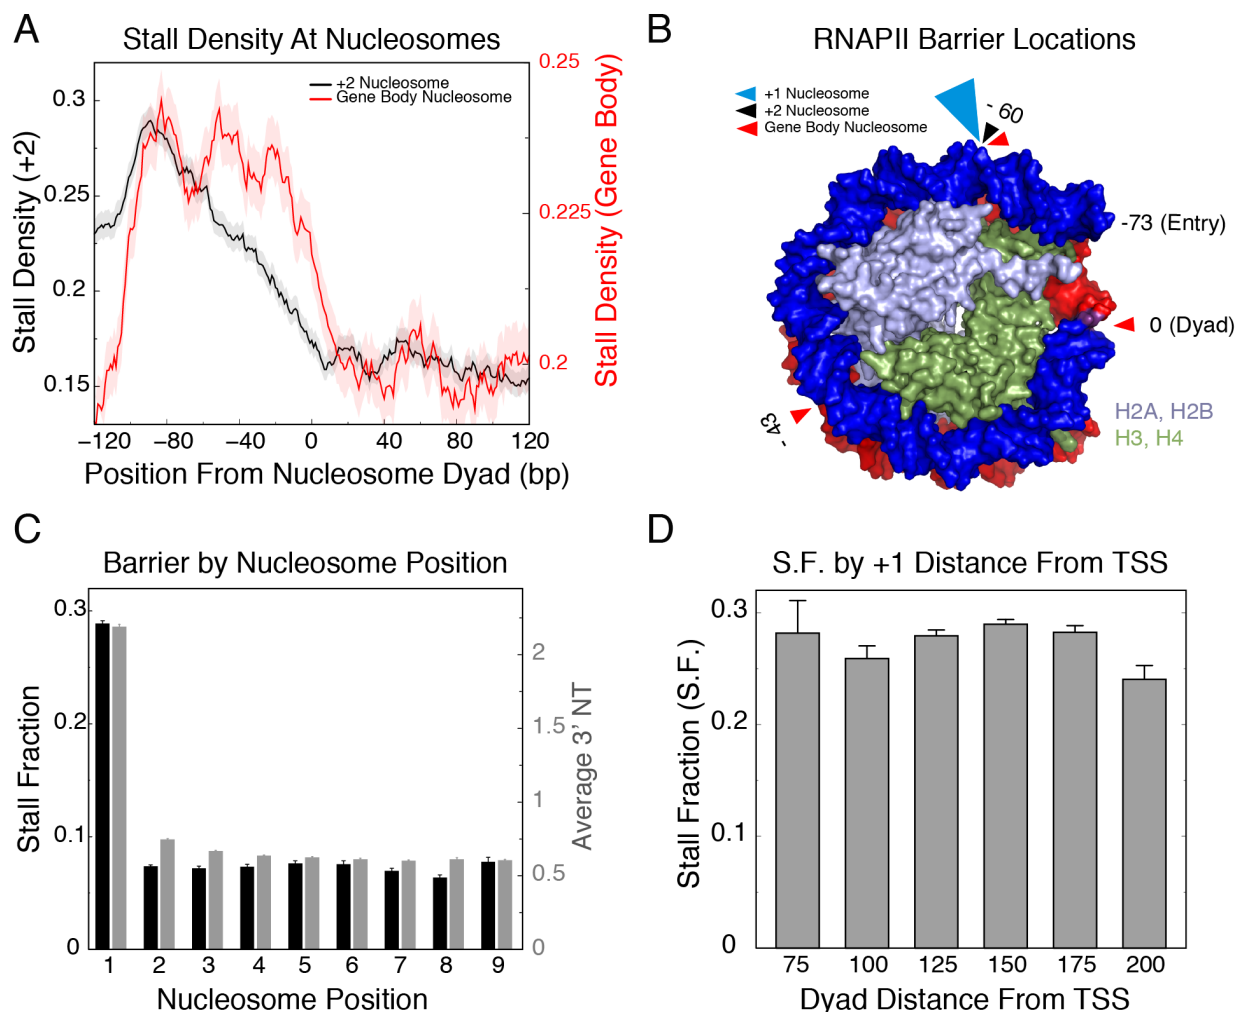 A
Stall Density At Nucleosomes
+2 Nucleosome
Gene Body Nucleosome
Stall Density (+2)
0.3
0.25
0.2
0.15
Stall Density (Gene Body)
0.25
0.225
0.2
−120 −80 −40 0 40 80 120
Position From Nucleosome Dyad (bp)
B
RNAPII Barrier Locations
+1 Nucleosome
+2 Nucleosome
Gene Body Nucleosome
- 60
-73 (Entry)
0 (Dyad)
- 43
H2A, H2B
H3, H4
C
Barrier by Nucleosome Position
Stall Fraction
0.3
0.2
0.1
0
Average 3' NT
2
1.5
1
0.5
0
1 2 3 4 5 6 7 8 9
Nucleosome Position
D
S.F. by +1 Distance From TSS
Stall Fraction (S.F.)
0.3
0.2
0.1
0
75 100 125 150 175 200
Dyad Distance From TSS